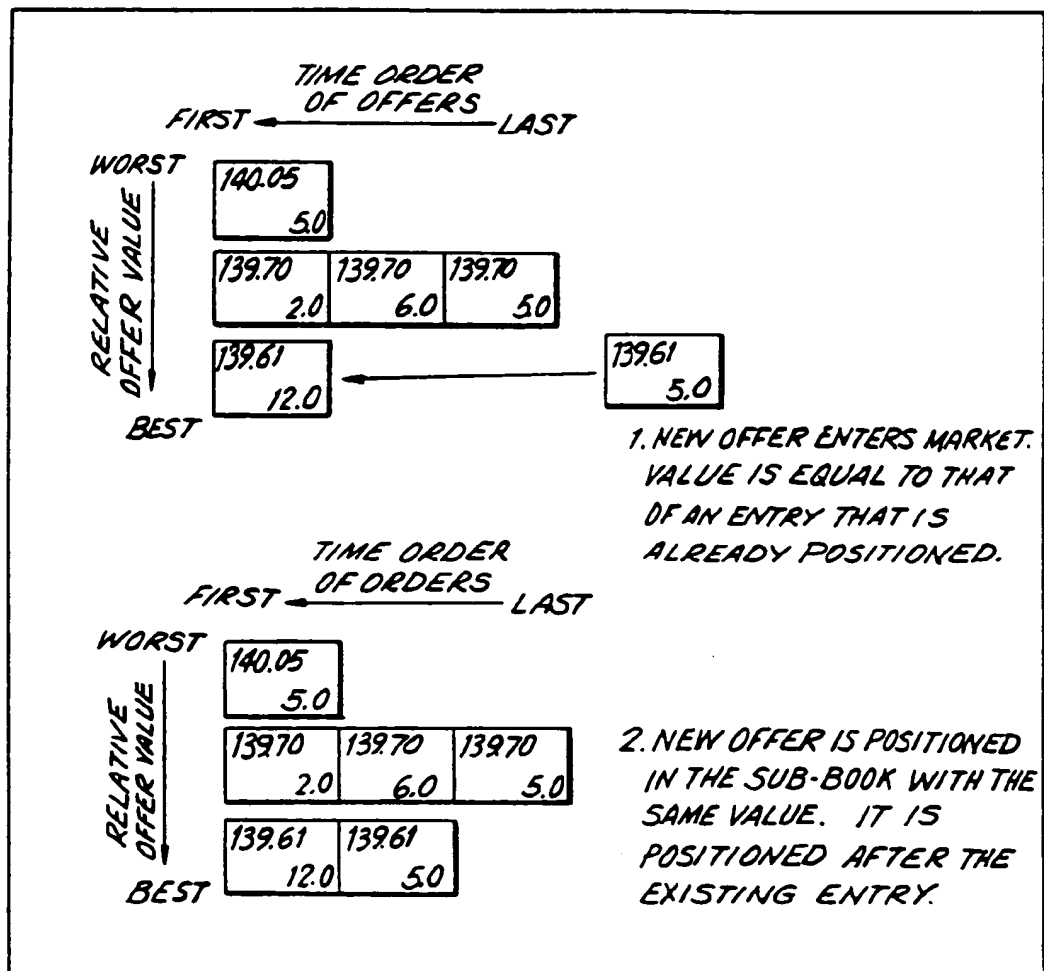 TIME ORDER
OF OFFERS
FIRST LAST
WORST
RELATIVE
OFFER VALUE
BEST
140.05
5.0
139.70 139.70 139.70
2.0 6.0 5.0
139.61 139.61
12.0 5.0
1. NEW OFFER ENTERS MARKET.
VALUE IS EQUAL TO THAT
OF AN ENTRY THAT IS
ALREADY POSITIONED.
TIME ORDER
OF ORDERS
FIRST LAST
WORST
RELATIVE
OFFER VALUE
BEST
140.05
5.0
139.70 139.70 139.70
2.0 6.0 5.0
139.61 139.61
12.0 5.0
2. NEW OFFER IS POSITIONED
IN THE SUB-BOOK WITH THE
SAME VALUE. IT IS
POSITIONED AFTER THE
EXISTING ENTRY.